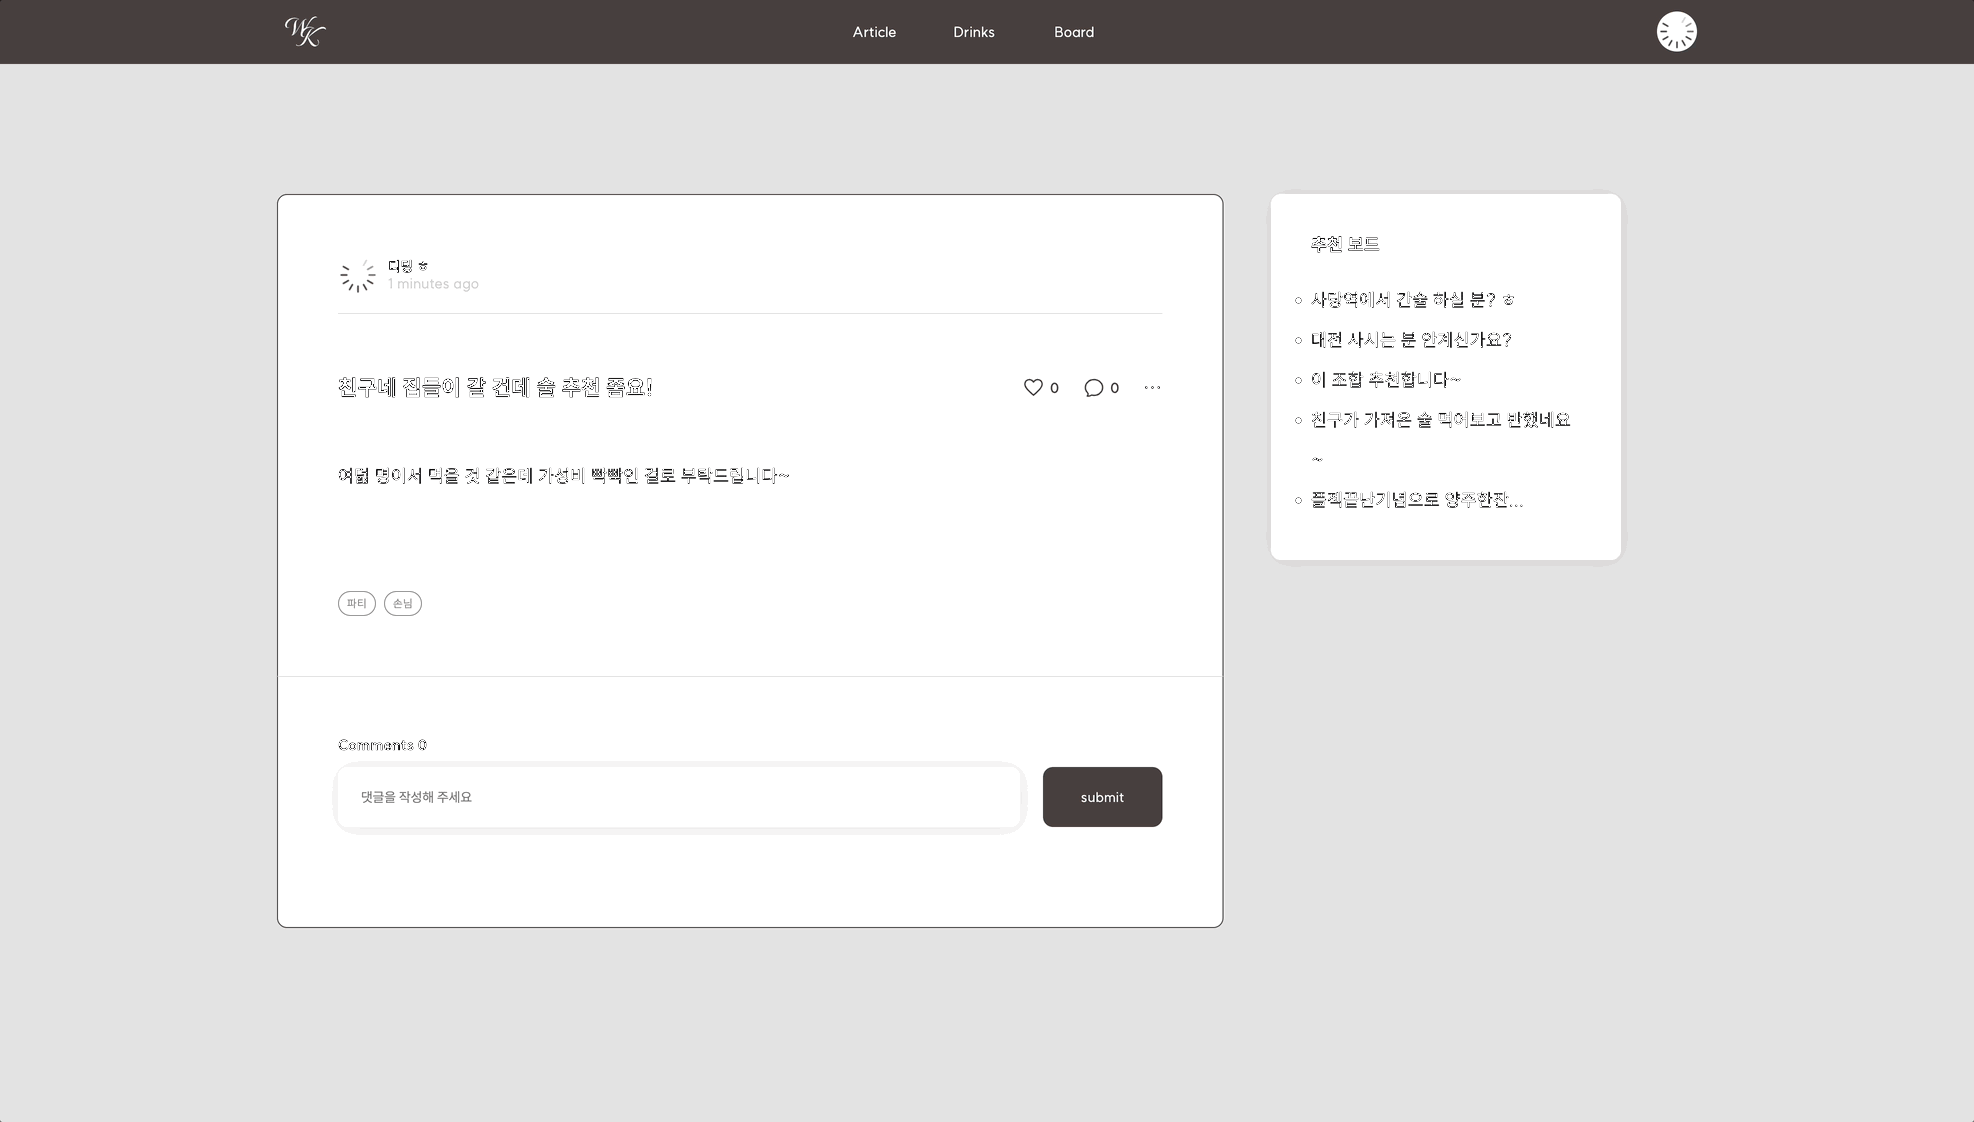 WK
Article
Drinks
Board
1 minutes ago
친구네 집들이 갈 건데 술 추천 쫌요!
0
0
여덟 명이서 먹을 것 같은데 가성비 빡빡인 걸로 부탁드립니다~
파티
손님
Comments 0
댓글을 작성해 주세요
submit
추천 보드
사당역에서 간술 하실 분? ㅎ
대전 사시는 분 안계신가요?
이 조합 추천합니다~
친구가 가져온 술 먹어보고 반했네요
~
플젝끝난기념으로 양주한잔...